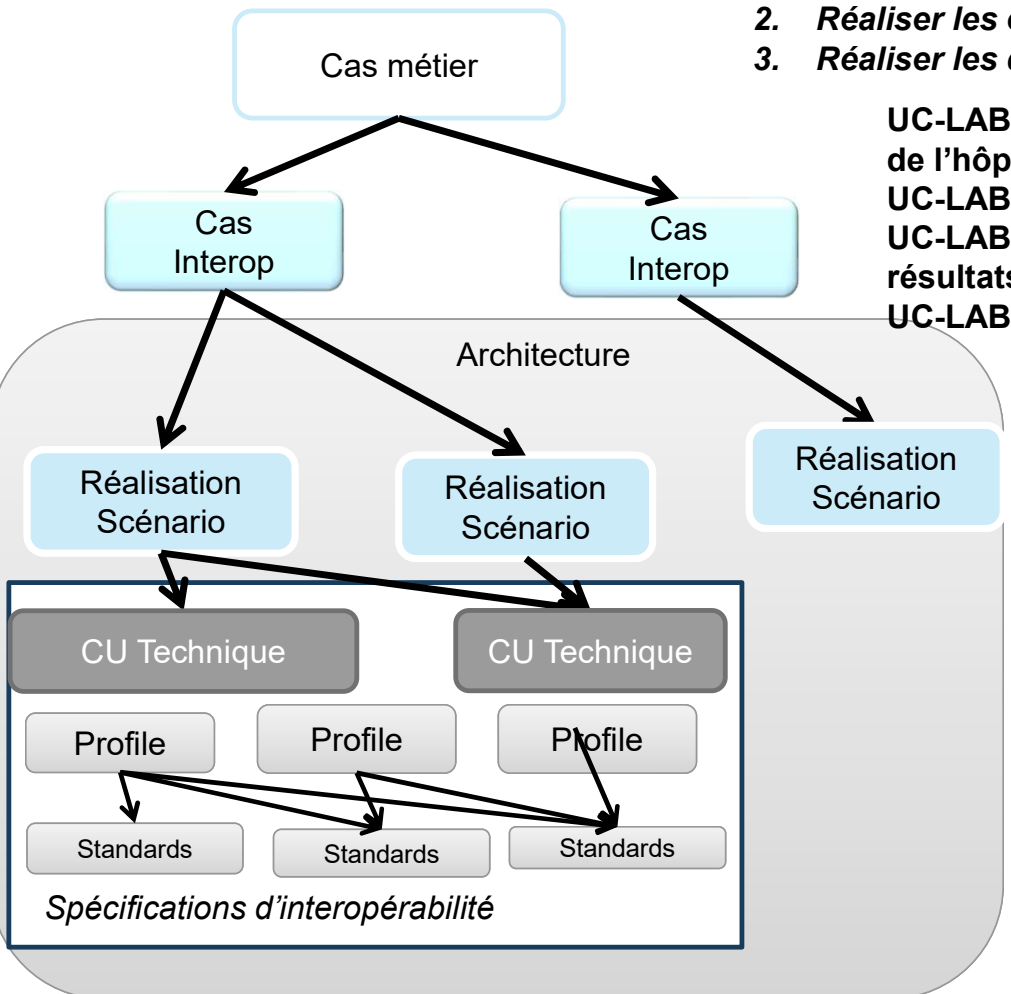 2. Réaliser les
3. Réaliser les
Cas métier
UC-LAB
de l'hôp
UC-LAB
UC-LAB
résultats
UC-LAB
Cas
Interop
Cas
Interop
Architecture
Réalisation
Scénario
Réalisation
Scénario
Réalisation
Scénario
CU Technique
CU Technique
Profile
Profile
Profile
Standards
Standards
Standards
Spécifications d'interopérabilité